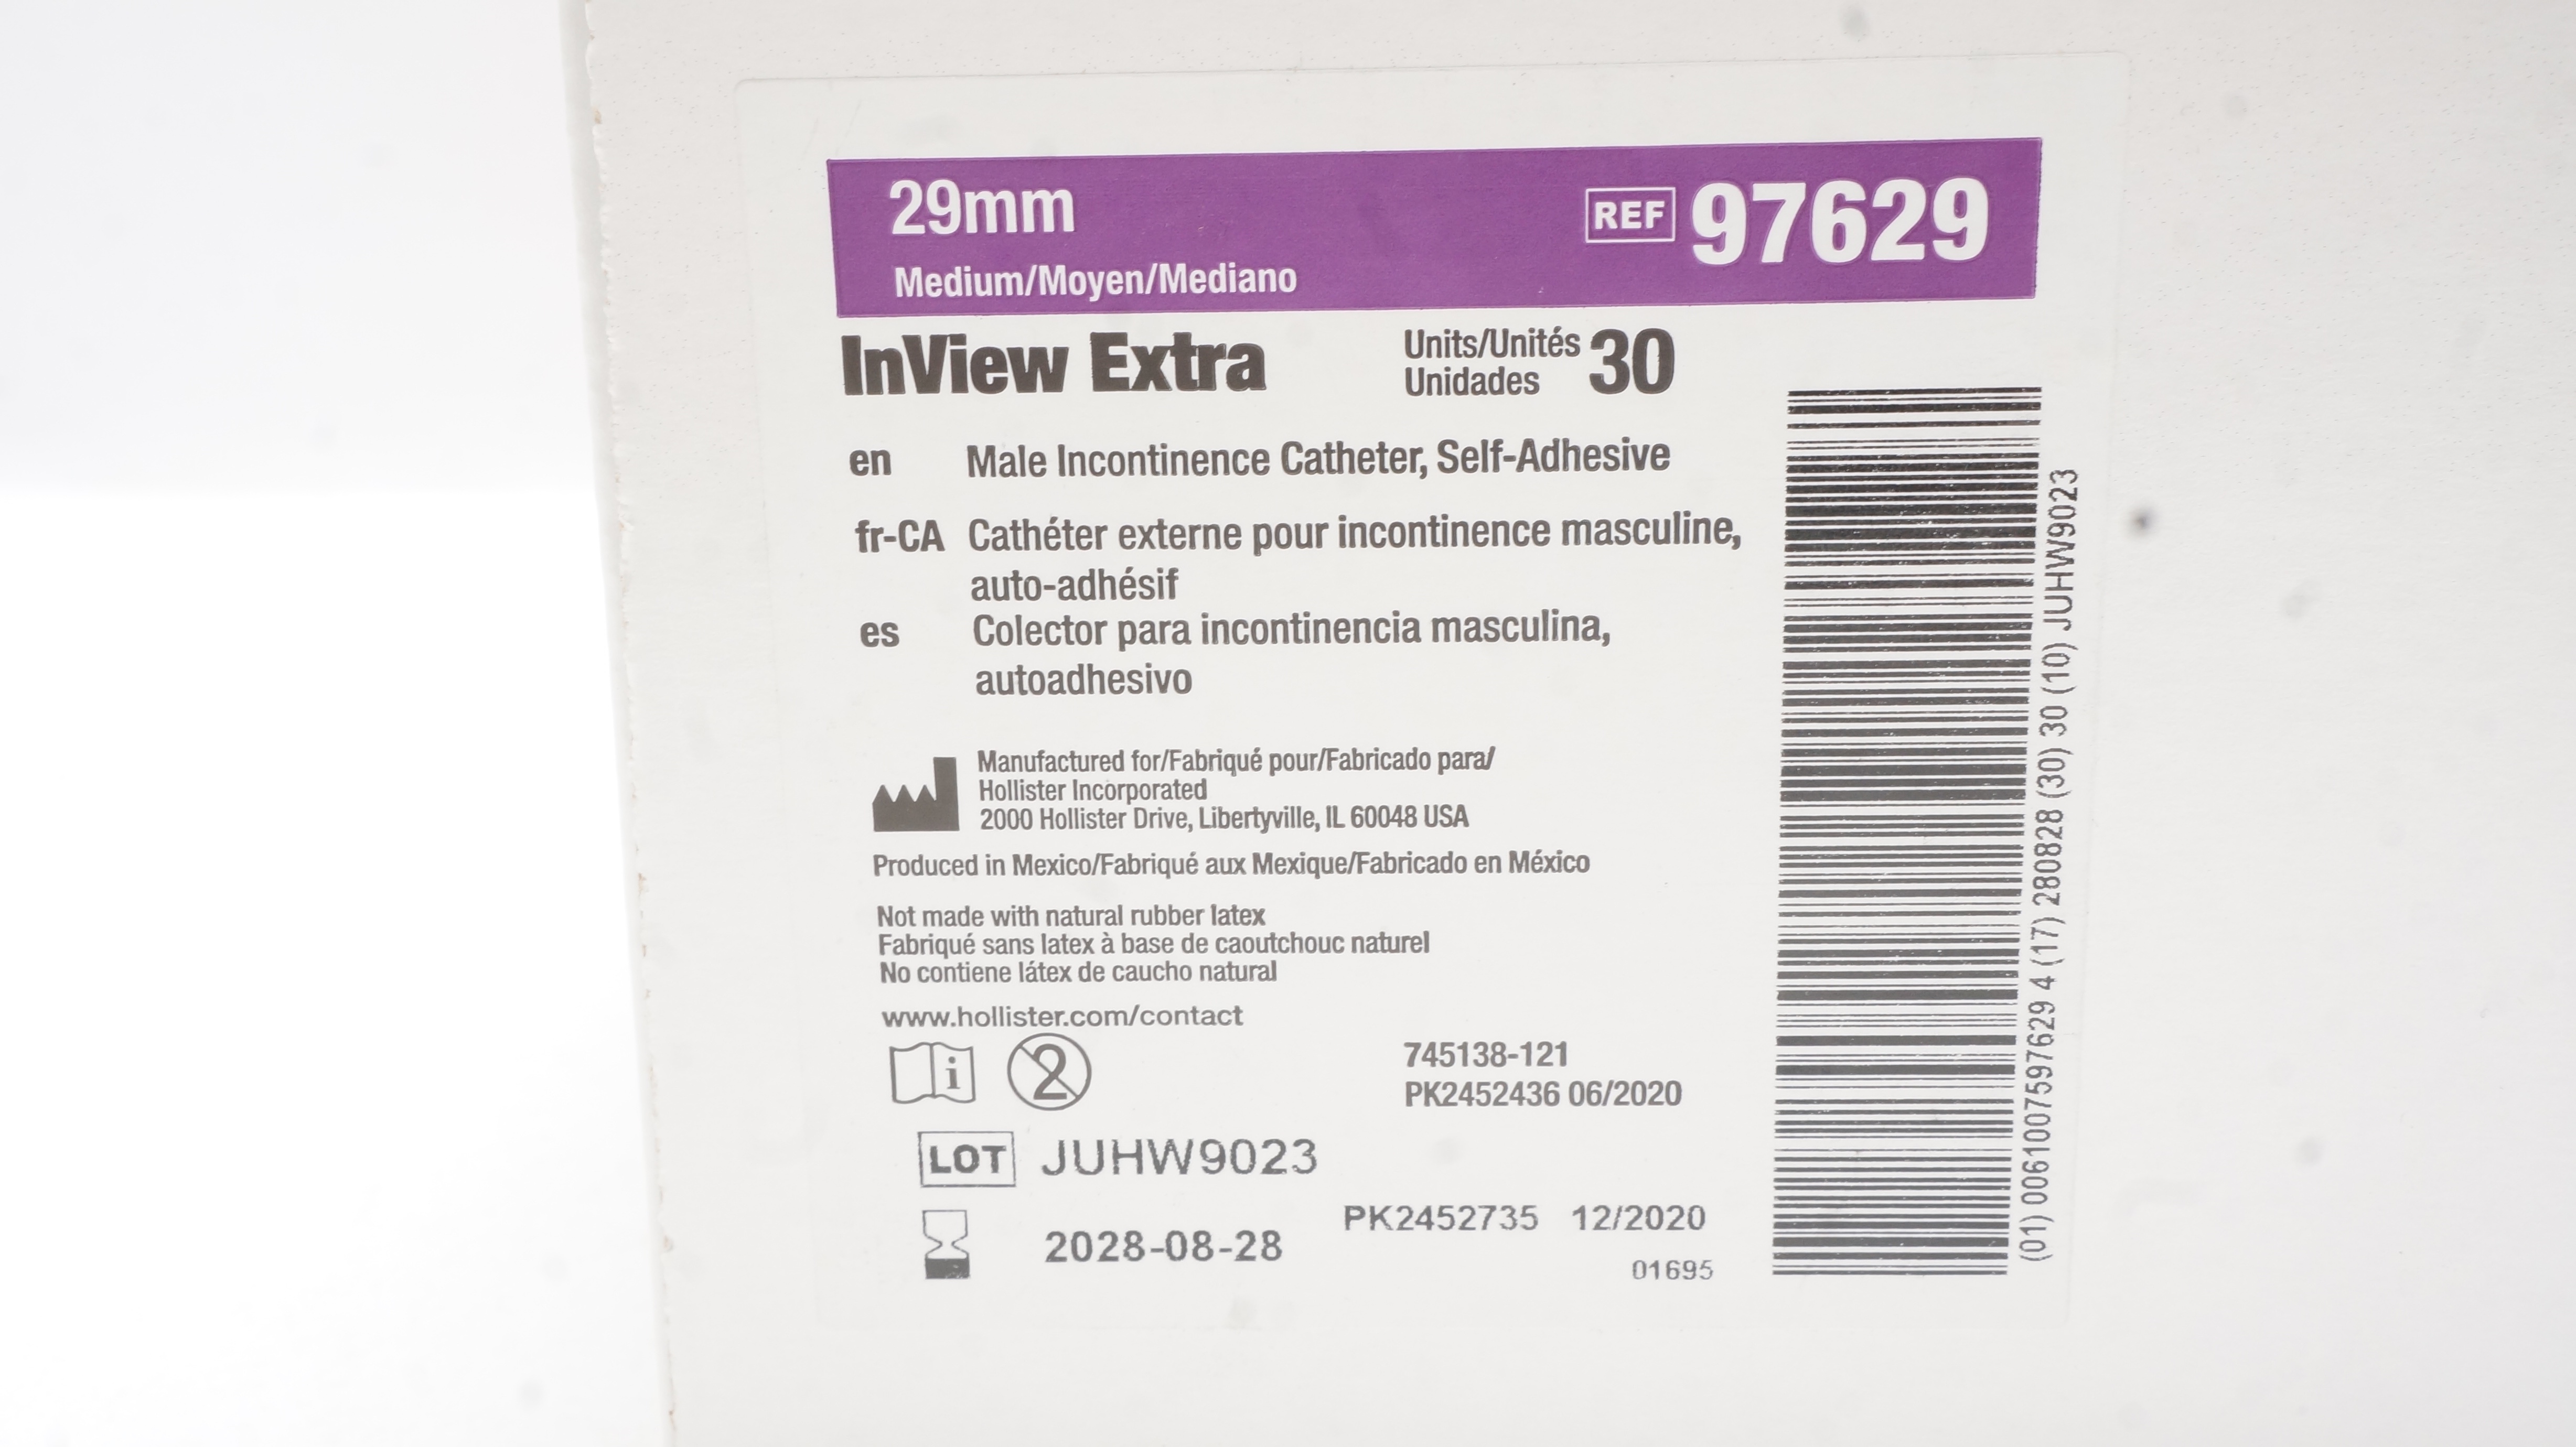 29mm
REF 97629
Medium/Moyen/Mediano
InView Extra
Units/Unités
Unidades
30
en Male Incontinence Catheter, Self-Adhesive
fr-CA Cathéter externe pour incontinence masculine,
auto-adhésif
es Colector para incontinencia masculina,
autoadhesivo
Manufactured for/Fabriqué pour/Fabricado para/
Hollister Incorporated
2000 Hollister Drive, Libertyville, IL 60048 USA
Produced in Mexico/Fabriqué aux Mexique/Fabricado en México
Not made with natural rubber latex
Fabriqué sans latex à base de caoutchouc naturel
No contiene látex de caucho natural
www.hollister.com/contact
i
2
745138-121
PK2452436 06/2020
LOT JUHW9023
2028-08-28
PK2452735 12/2020
01695
(01) 0061007597629 4 (17) 280828 (30) 30 (10) JUHW9023